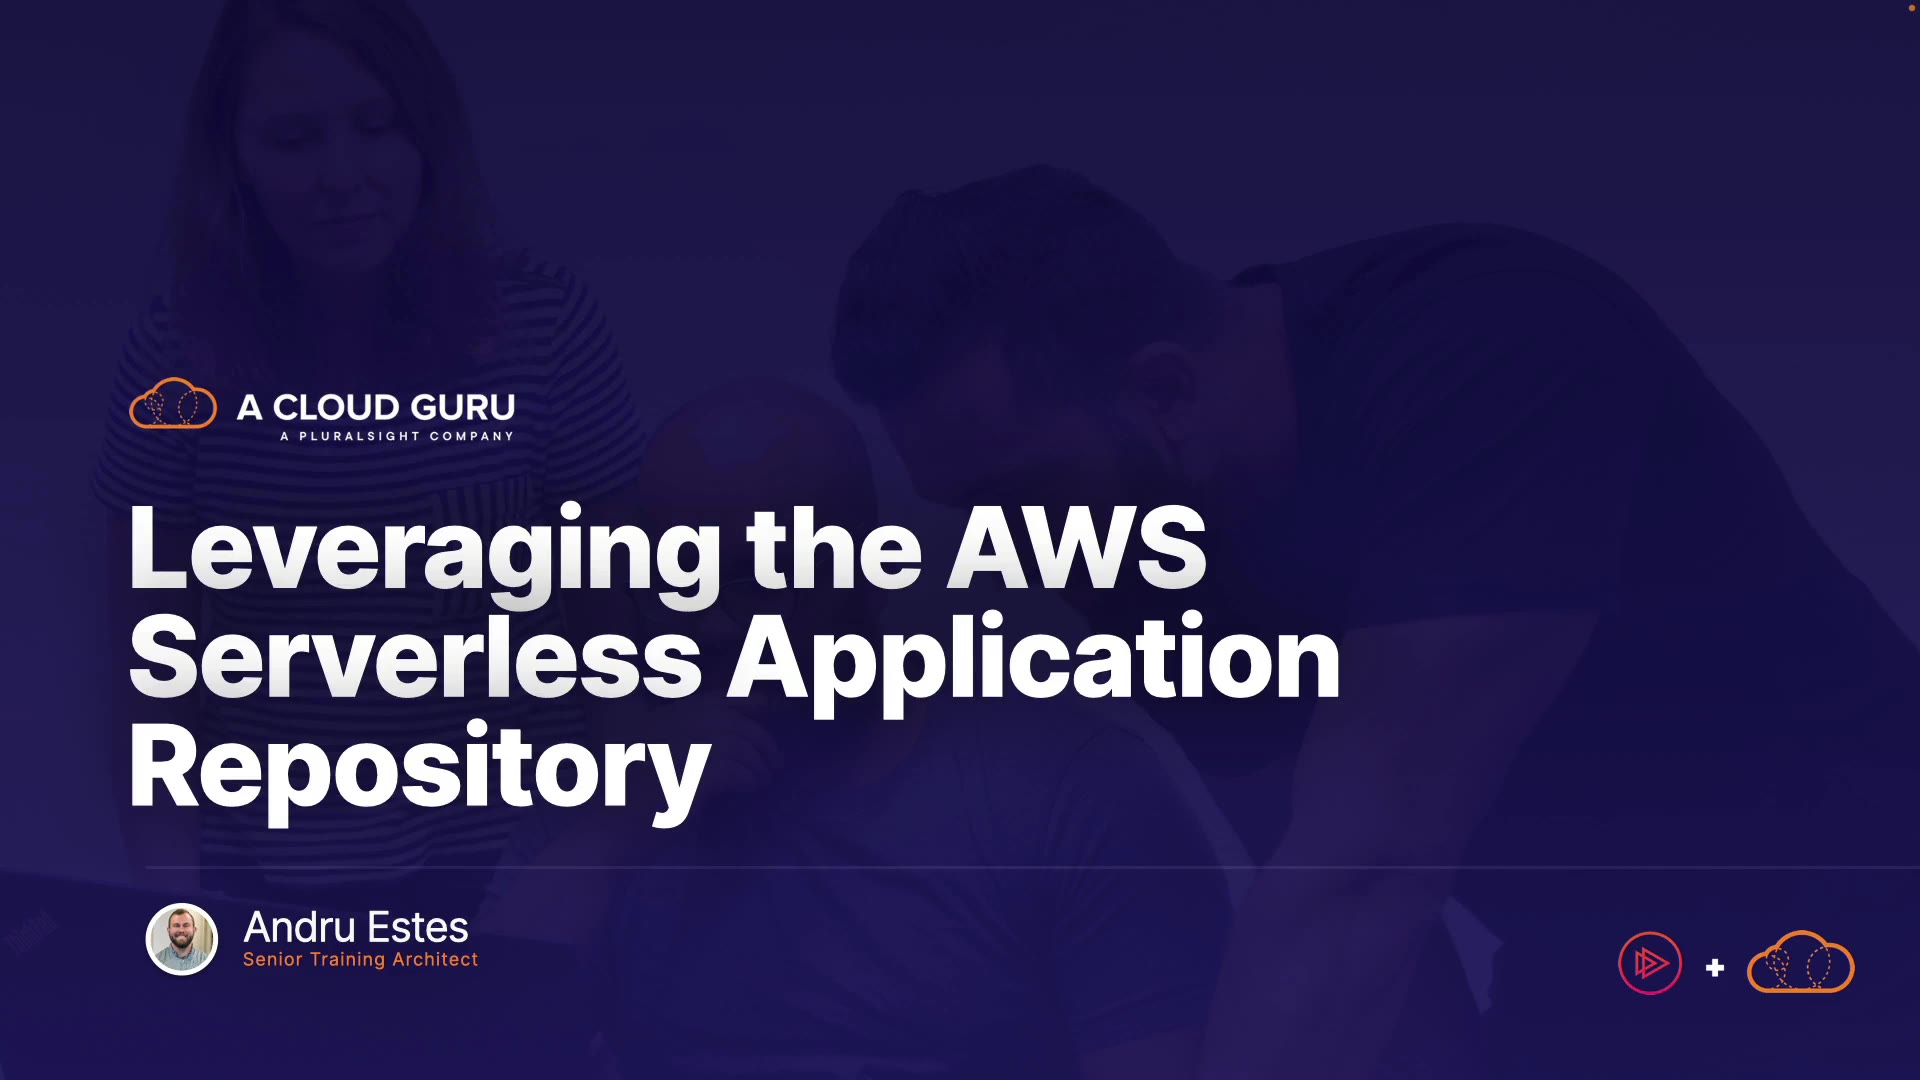 A CLOUD GURU
A PLURALSIGHT COMPANY
Leveraging the AWS
Serverless Application
Repository
Andru Estes
Senior Training Architect
+